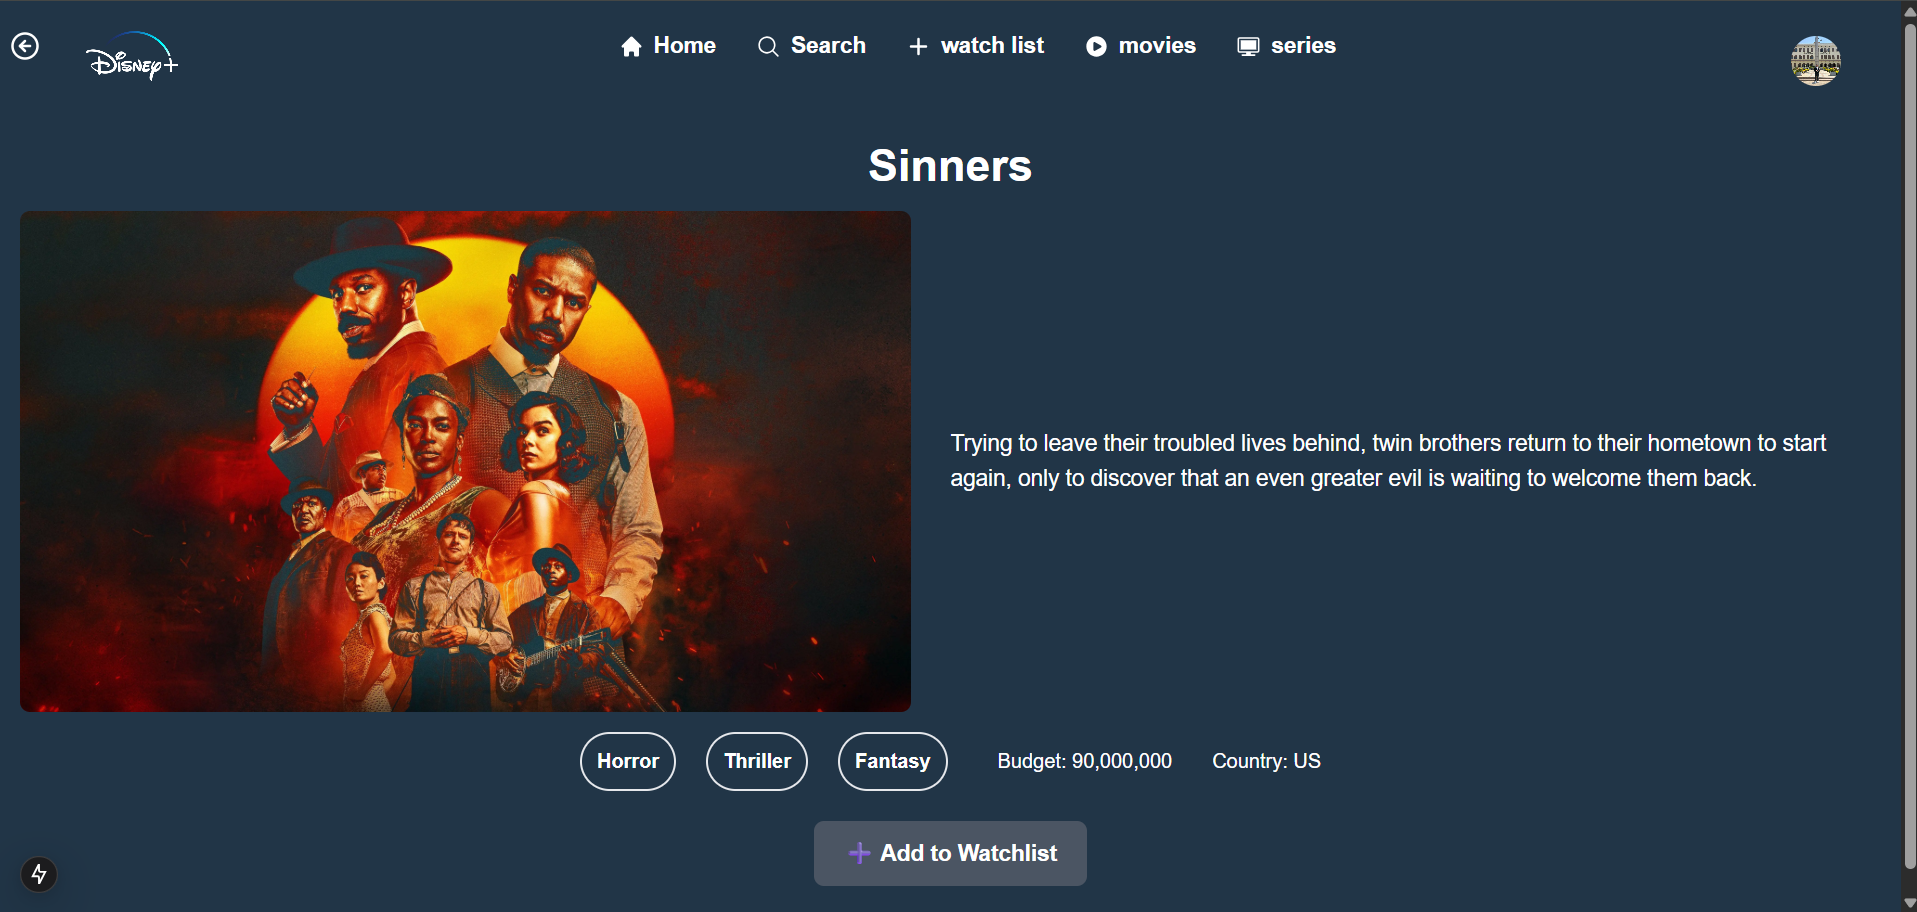 Disney+
Home
Search
watch list
movies
series
Sinners
Trying to leave their troubled lives behind, twin brothers return to their hometown to start
again, only to discover that an even greater evil is waiting to welcome them back.
Horror
Thriller
Fantasy
Budget: 90,000,000
Country: US
Add to Watchlist